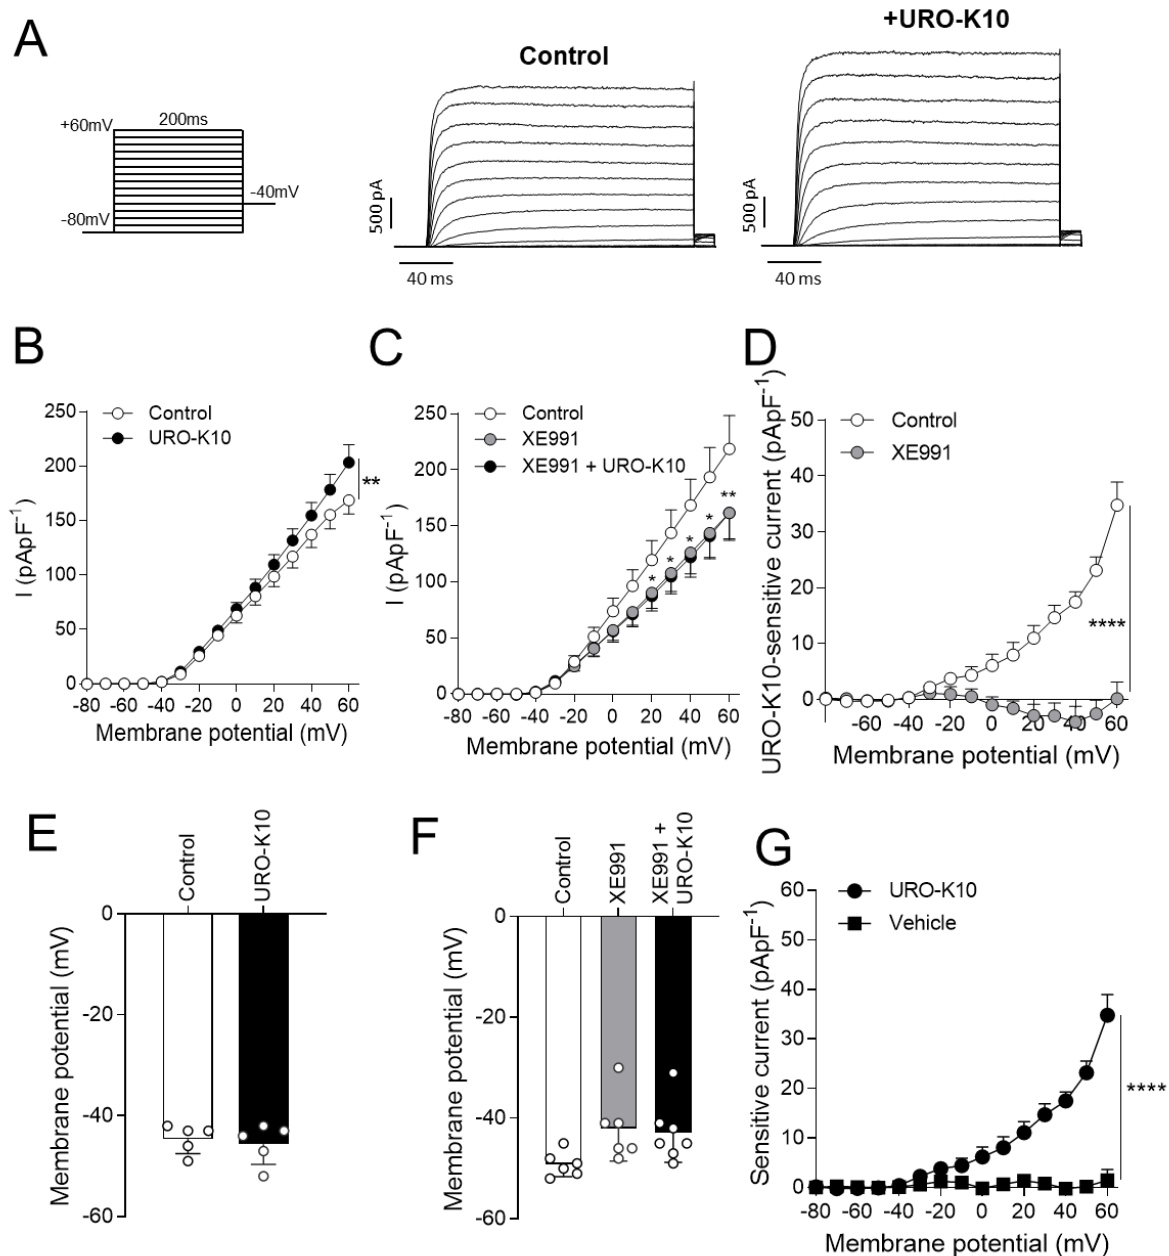 A
+60mV
200ms
-40mV
-80mV
Control
500 pA
40 ms
+URO-K10
500 pA
40 ms
B
Control
URO-K10
I (pApF⁻¹)
250
200
150
100
50
0
-80 -60 -40 -20 0 20 40 60
Membrane potential (mV)
**
C
Control
XE991
XE991 + URO-K10
I (pApF⁻¹)
250
200
150
100
50
0
* * * * **
-80 -60 -40 -20 0 20 40 60
Membrane potential (mV)
D
Control
XE991
URO-K10-sensitive current (pApF⁻¹)
50
40
30
20
10
0
****
-60 -40 -20 0 20 40 60
Membrane potential (mV)
E
Control
URO-K10
Membrane potential (mV)
0
-20
-40
-60
F
Control
XE991
XE991 +
URO-K10
Membrane potential (mV)
0
-20
-40
-60
G
URO-K10
Vehicle
Sensitive current (pApF⁻¹)
60
50
40
30
20
10
0
****
-80 -60 -40 -20 0 20 40 60
Membrane potential (mV)